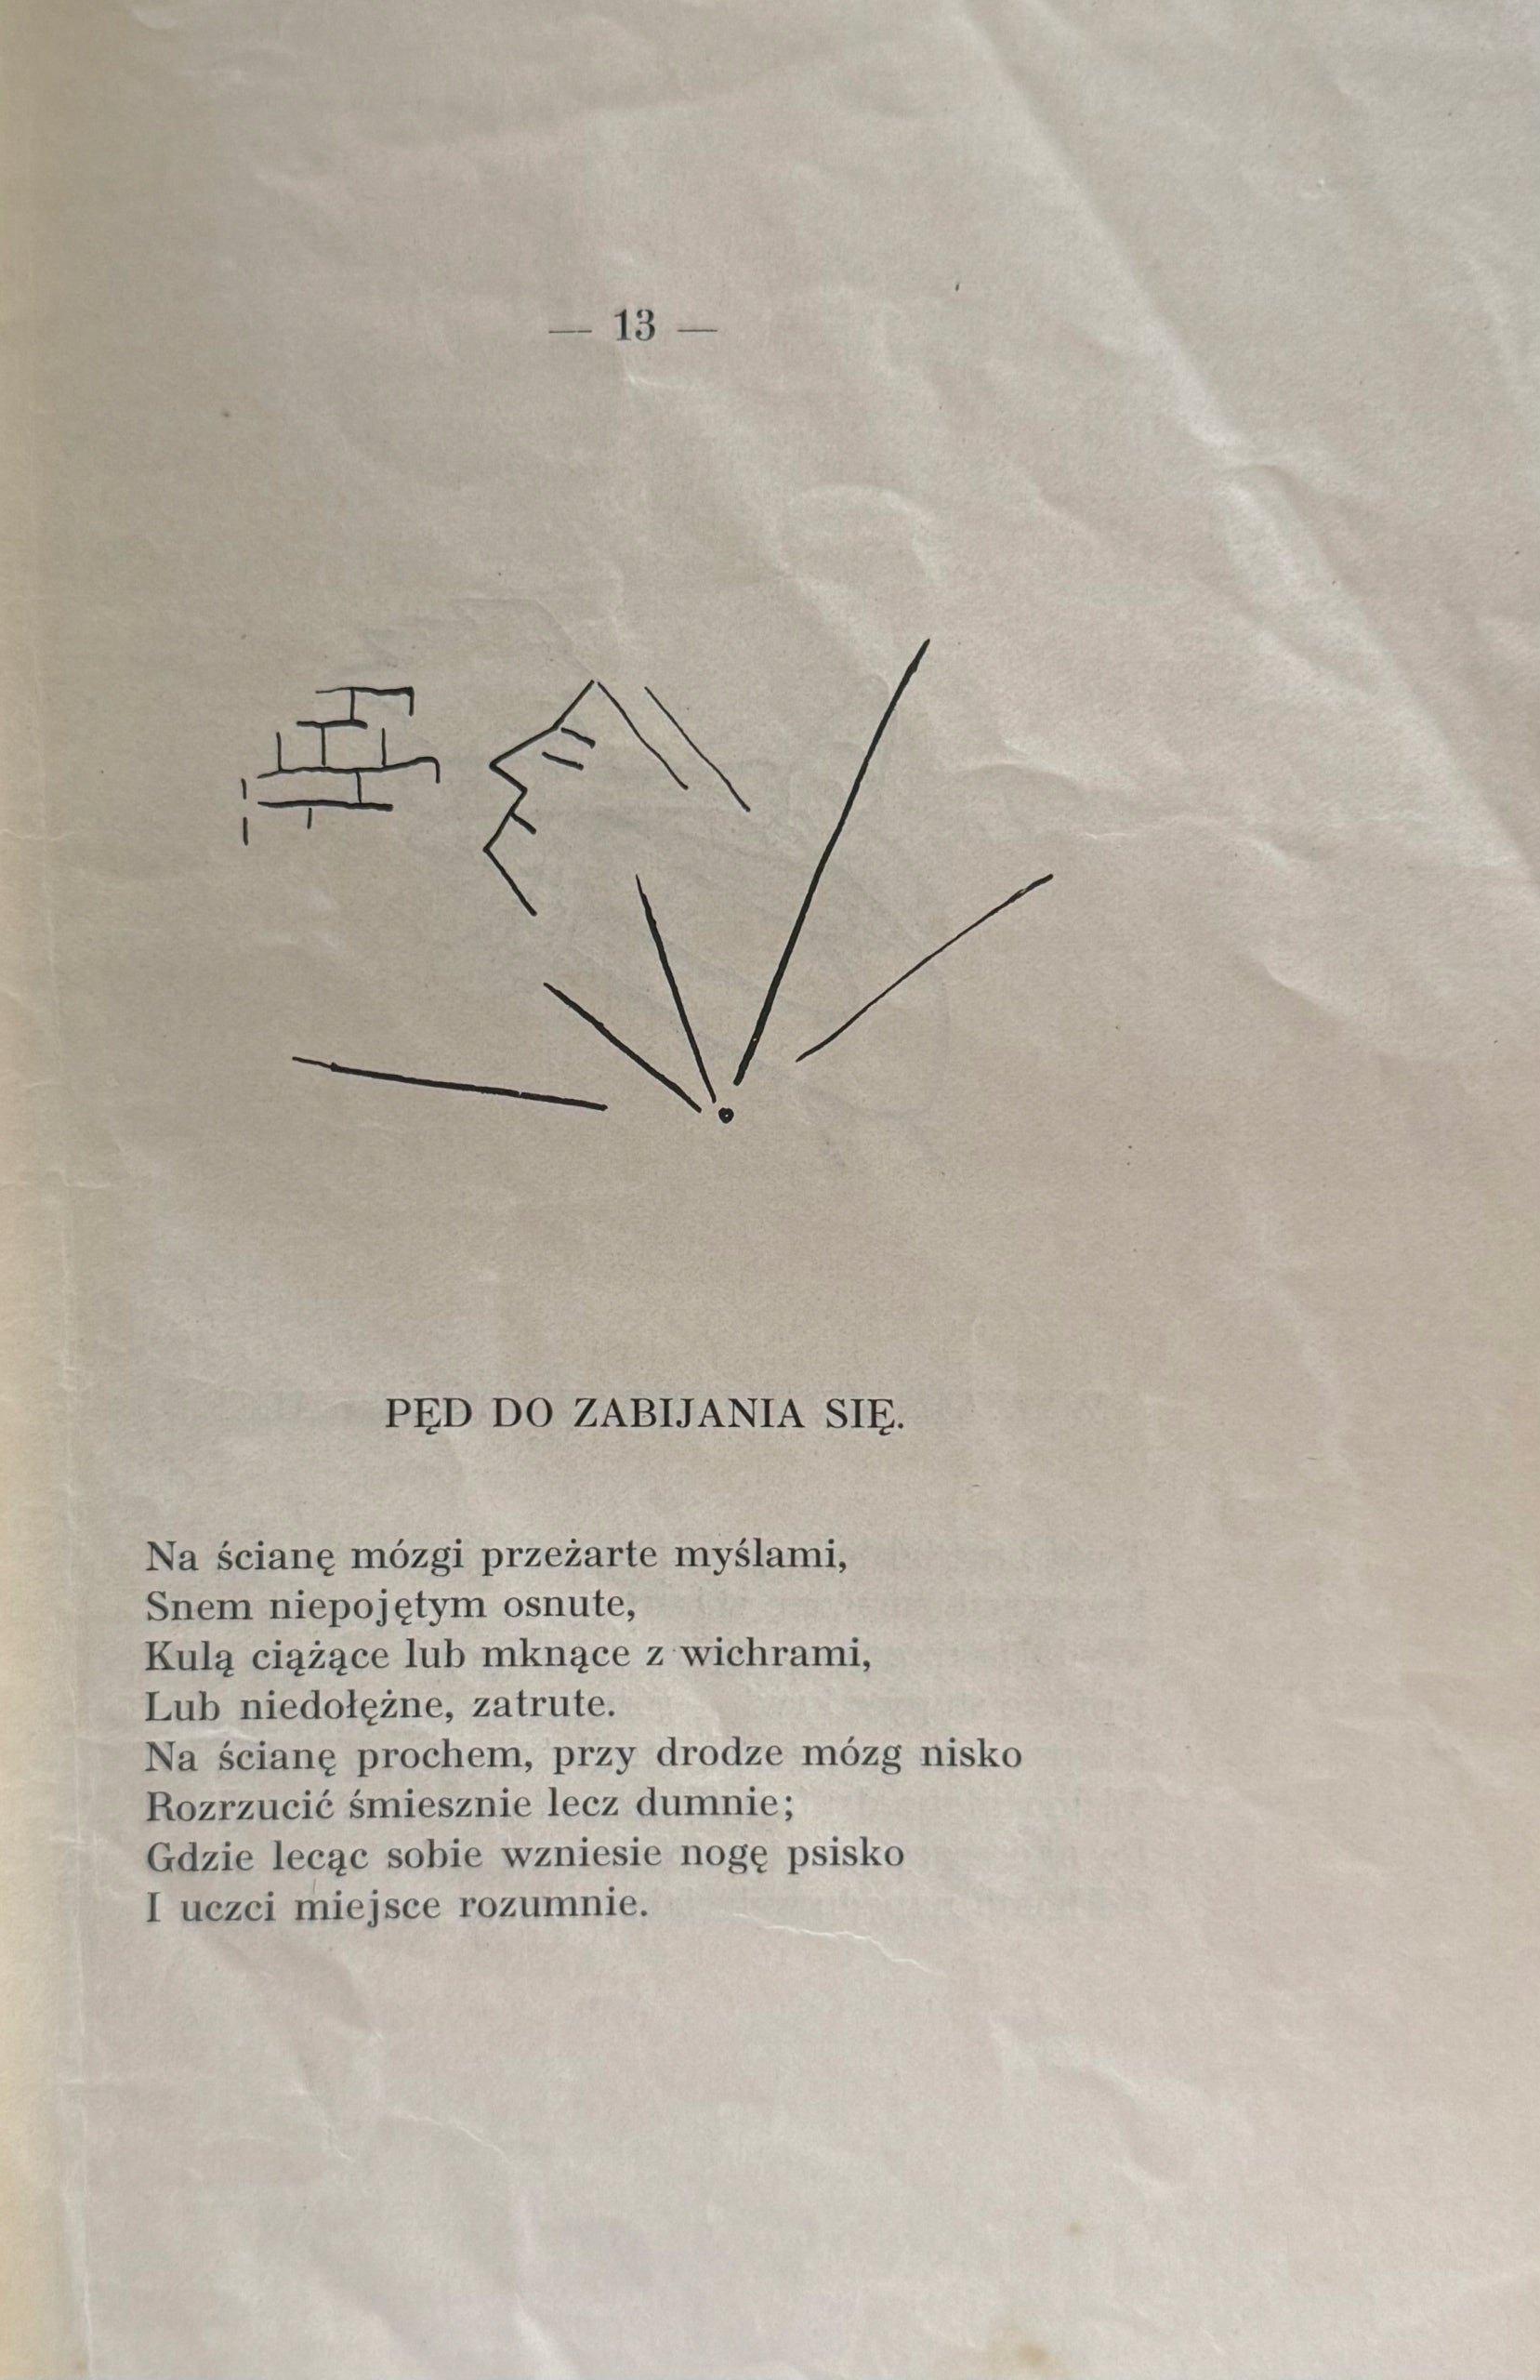 — 13 —
PĘD DO ZABIJANIA SIĘ.
Na ścianę mózgi przeżarte myślami,
Snem niepojętym osnute,
Kulą ciążące lub mknące z wichrami,
Lub niedołężne, zatrute.
Na ścianę prochem, przy drodze mózg nisko
Rozrzucić śmiesznie lecz dumnie;
Gdzie lecąc sobie wzniesie nogę psisko
I uczci miejsce rozumnie.